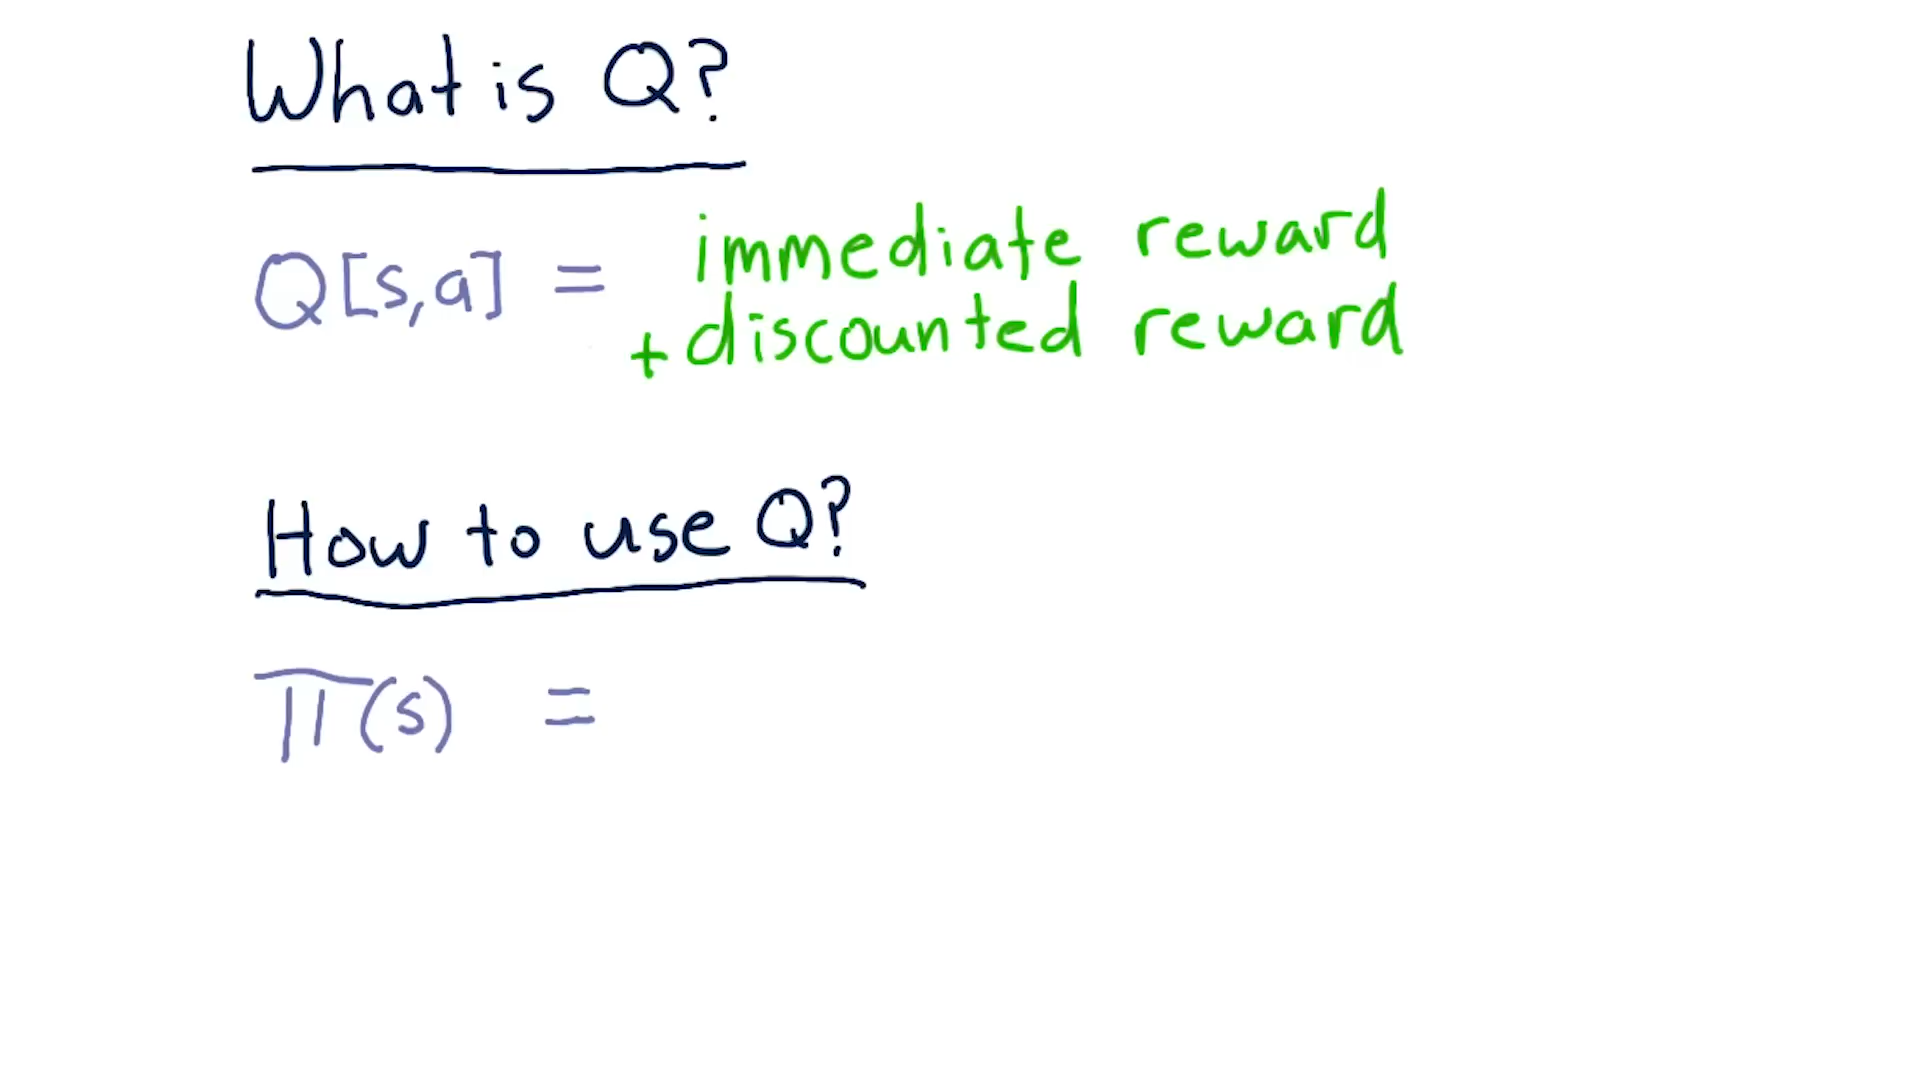 What is Q?
Q[s,a] = immediate reward
+ discounted reward
How to use Q?
Π(s) =